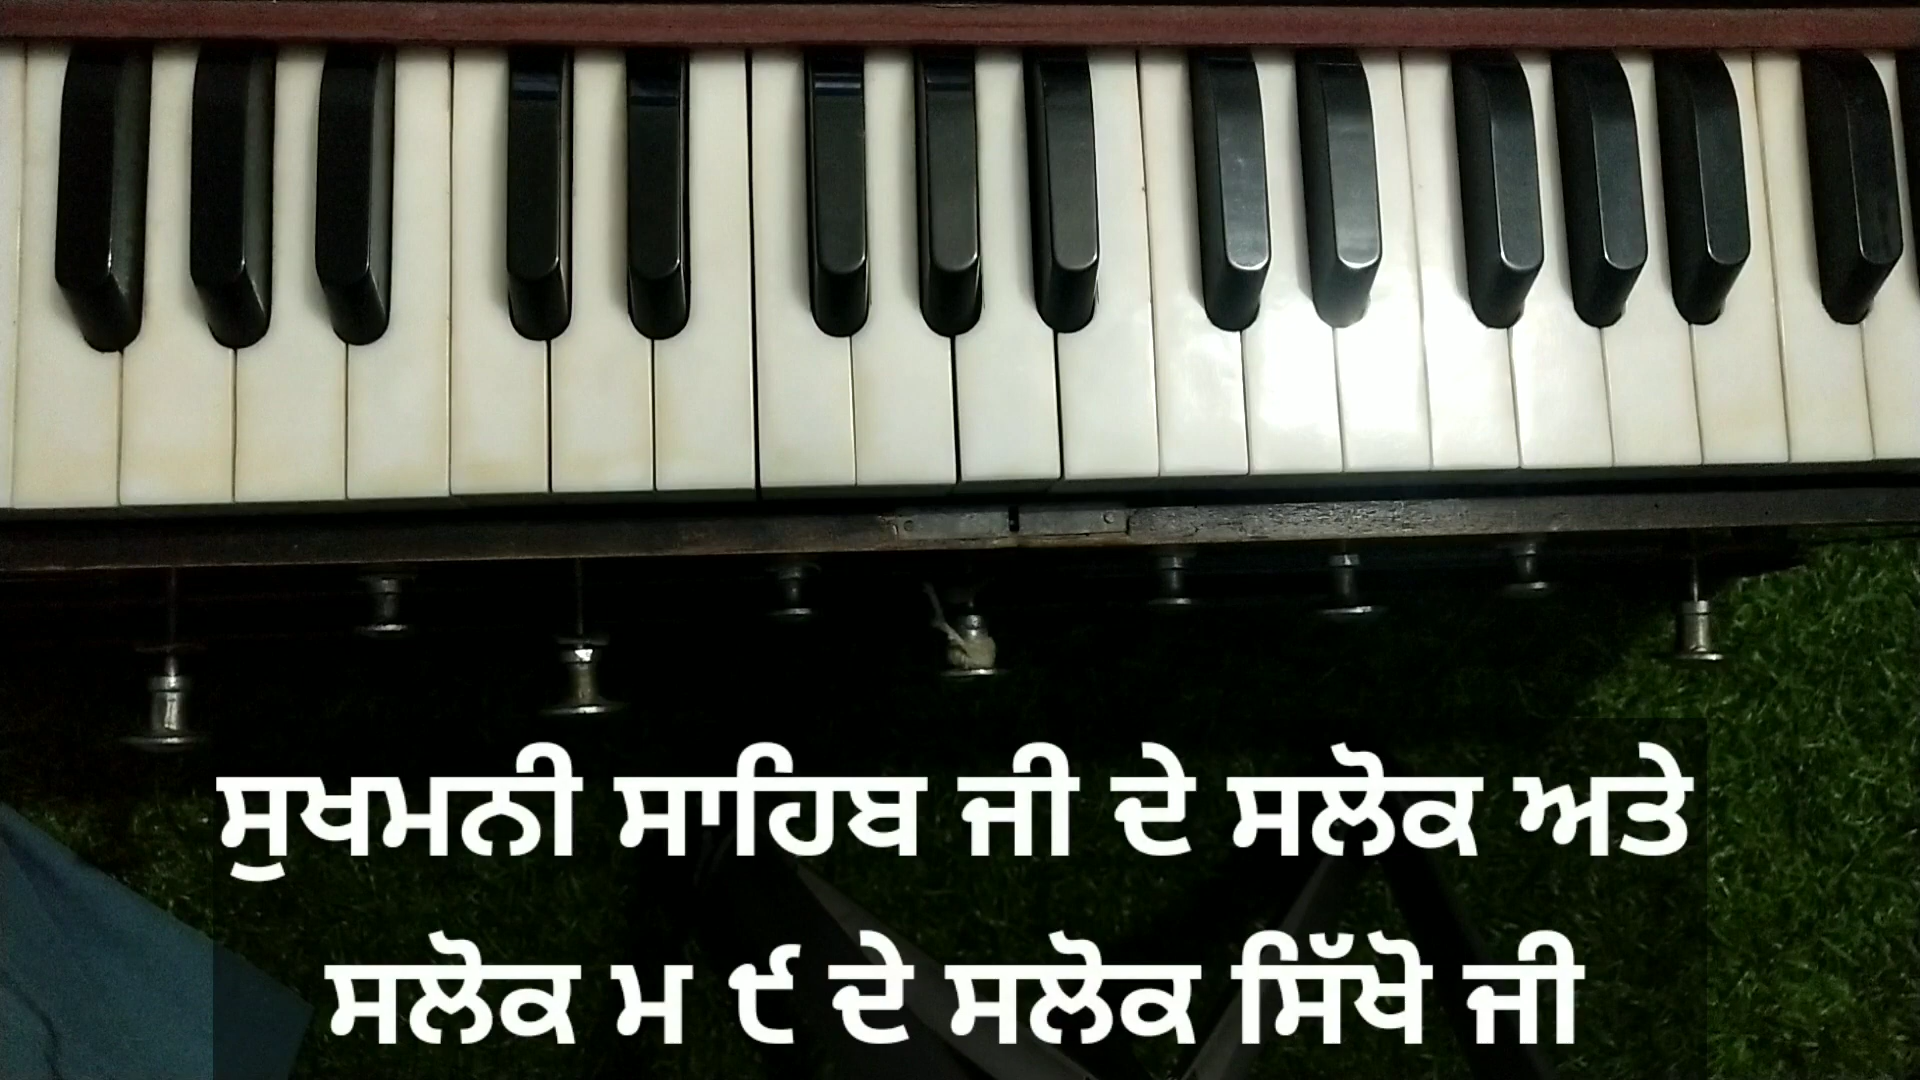 ਸੁਖਮਨੀ ਸਾਹਿਬ ਜੀ ਦੇ ਸਲੋਕ ਅਤੇ
ਸਲੋਕ ਮ ੯ ਦੇ ਸਲੋਕ ਸਿੱਖੋ ਜੀ